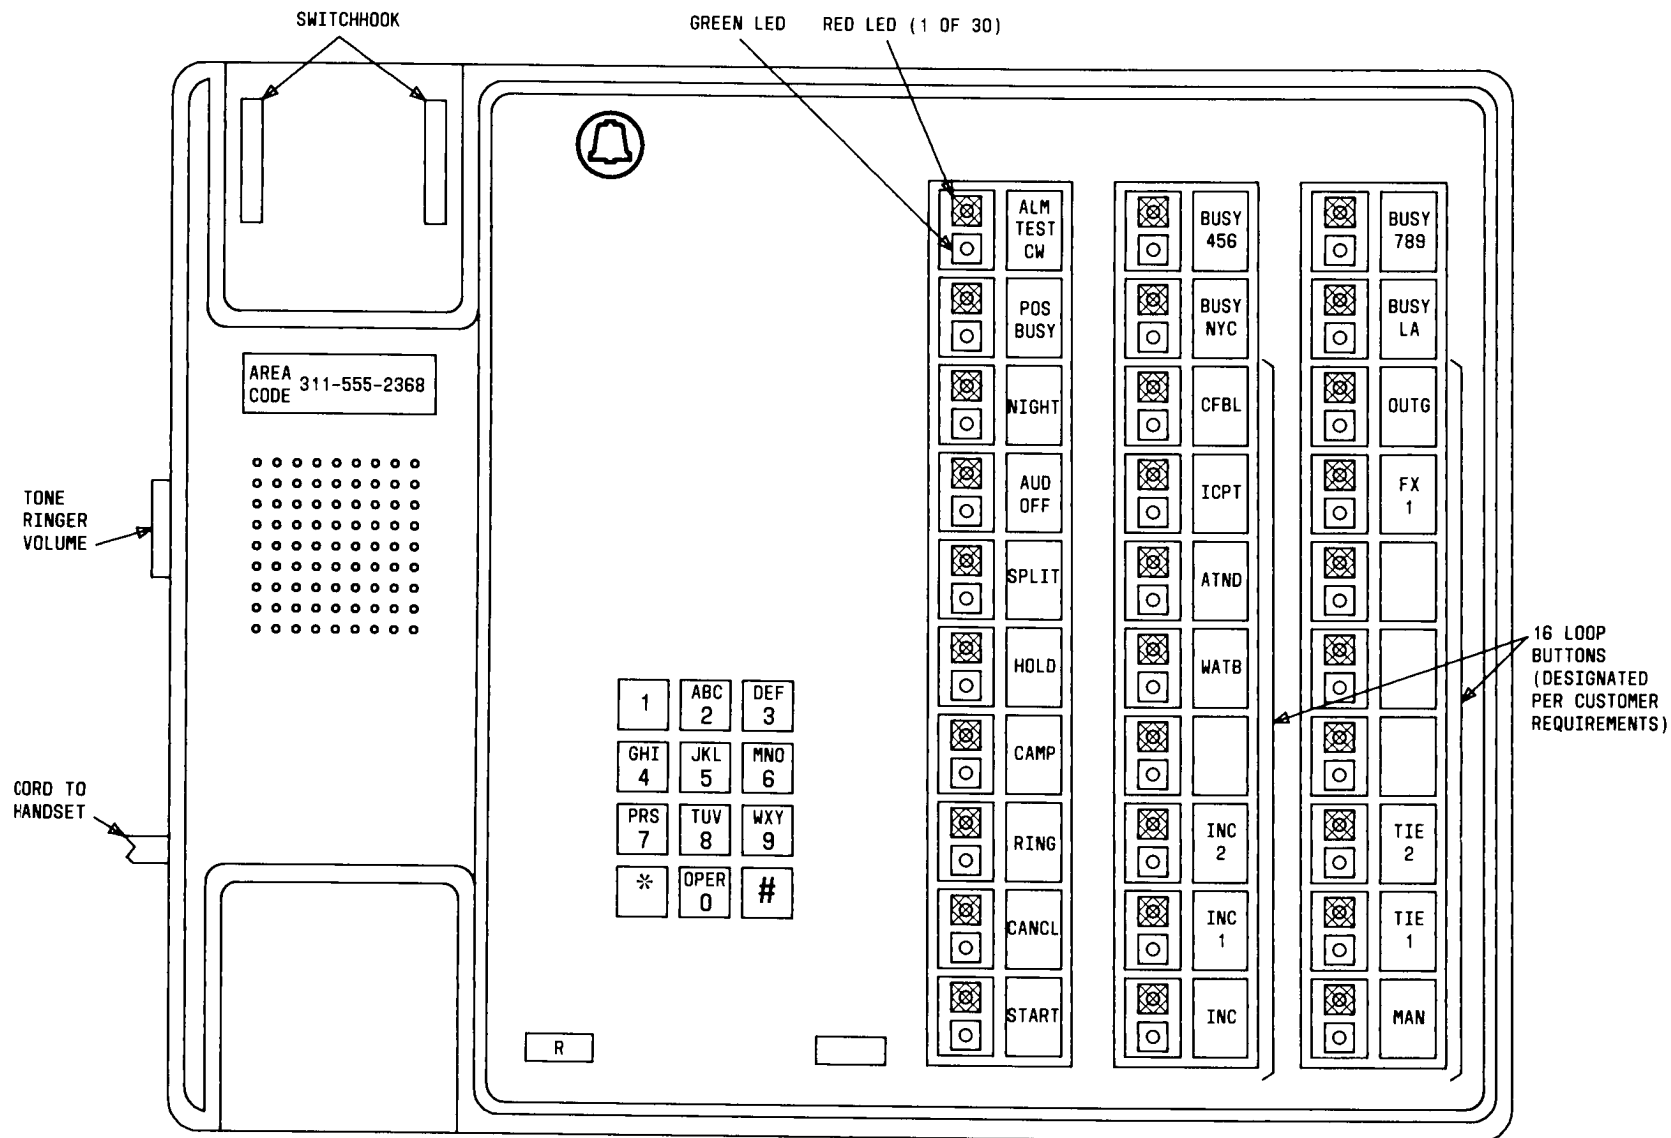 SWITCHHOOK
GREEN LED
RED LED (1 OF 30)
AREA
CODE 311-555-2368
TONE
RINGER
VOLUME
CORD TO
HANDSET
1
ABC
2
DEF
3
GHI
4
JKL
5
MNO
6
PRS
7
TUV
8
WXY
9
*
OPER
0
#
R
ALM
TEST
CW
POS
BUSY
NIGHT
AUD
OFF
SPLIT
HOLD
CAMP
RING
CANCL
START
BUSY
456
BUSY
NYC
CFBL
ICPT
ATND
WATB
INC
2
INC
1
INC
BUSY
789
BUSY
LA
OUTG
FX
1
TIE
2
TIE
1
MAN
16 LOOP
BUTTONS
(DESIGNATED
PER CUSTOMER
REQUIREMENTS)